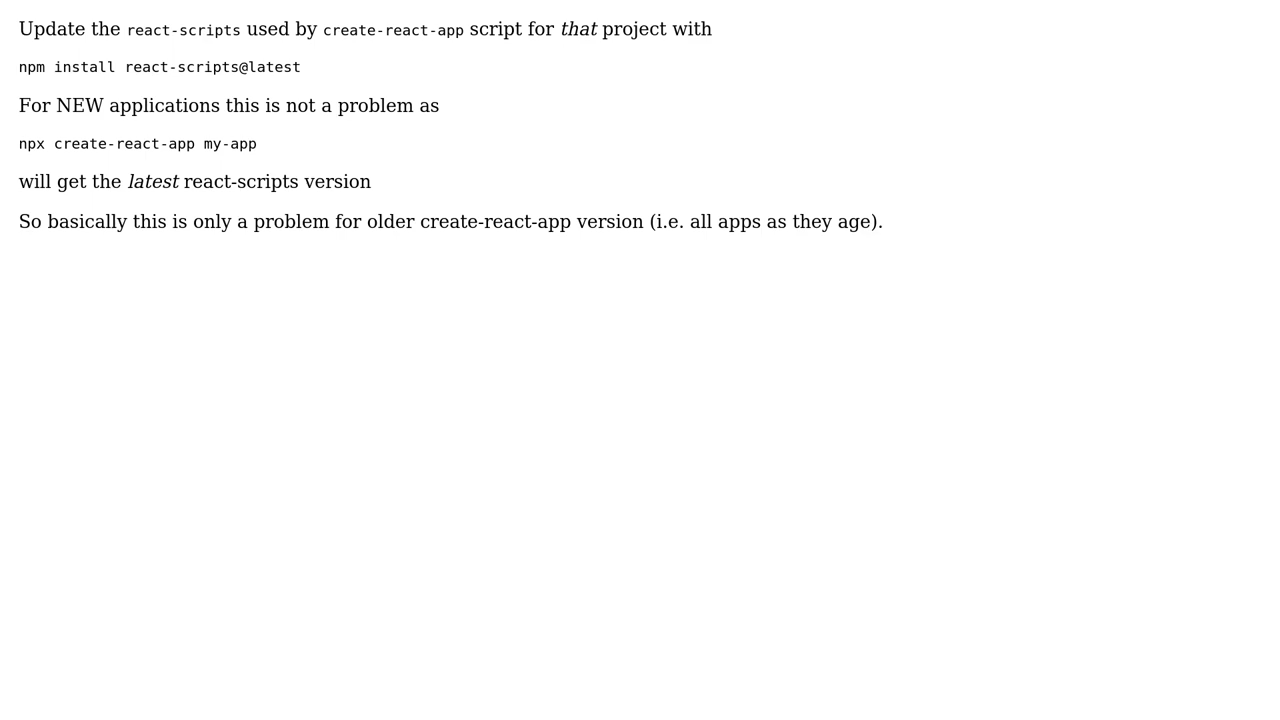 Update the react-scripts used by create-react-app script for that project with
npm install react-scripts@latest
For NEW applications this is not a problem as
npx create-react-app my-app
will get the latest react-scripts version
So basically this is only a problem for older create-react-app version (i.e. all apps as they age).